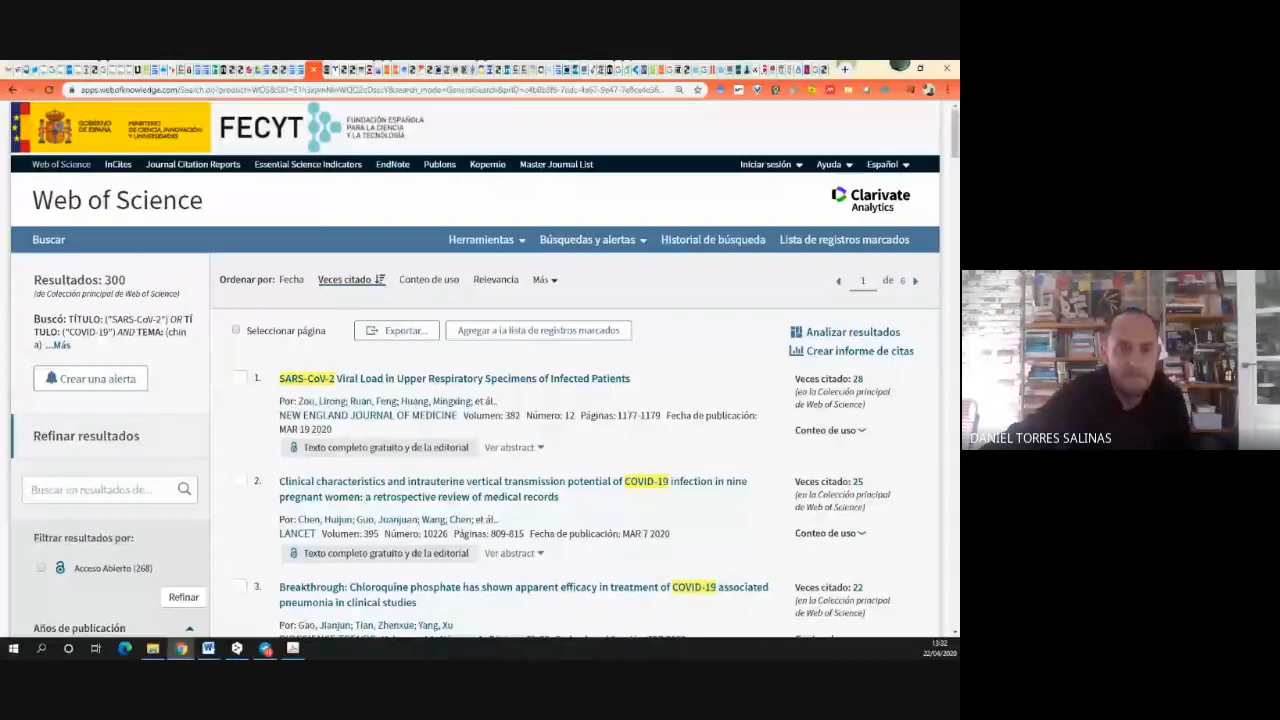 GOBIERNO
DE ESPAÑA
MINISTERIO
DE CIENCIA, INNOVACIÓN
Y UNIVERSIDADES
FECYT
FUNDACIÓN ESPAÑOLA
PARA LA CIENCIA
Y LA TECNOLOGÍA
Web of Science InCites Journal Citation Reports Essential Science Indicators EndNote Publons Kopernio Master Journal List Iniciar sesión Ayuda Español
Web of Science
Clarivate
Analytics
Buscar Herramientas Búsquedas y alertas Historial de búsqueda Lista de registros marcados
Resultados: 300
(de Colección principal de Web of Science)
Buscó: TÍTULO: ("SARS-CoV-2") OR TÍ
TULO: ("COVID-19") AND TEMA: (chin
a) ...Más
Crear una alerta
Refinar resultados
Buscar en resultados de...
Filtrar resultados por:
Acceso Abierto (268)
Refinar
Años de publicación
Ordenar por: Fecha Veces citado Conteo de uso Relevancia Más
1 de 6
Seleccionar página Exportar... Agregar a la lista de registros marcados
Analizar resultados
Crear informe de citas
1. SARS-CoV-2 Viral Load in Upper Respiratory Specimens of Infected Patients
Por: Zou, Lirong; Ruan, Feng; Huang, Mingxing; et ál..
NEW ENGLAND JOURNAL OF MEDICINE Volumen: 382 Número: 12 Páginas: 1177-1179 Fecha de publicación:
MAR 19 2020
Texto completo gratuito y de la editorial Ver abstract
Veces citado: 28
(en la Colección principal
de Web of Science)
Conteo de uso
2. Clinical characteristics and intrauterine vertical transmission potential of COVID-19 infection in nine
pregnant women: a retrospective review of medical records
Por: Chen, Huijun; Guo, Juanjuan; Wang, Chen; et ál..
LANCET Volumen: 395 Número: 10226 Páginas: 809-815 Fecha de publicación: MAR 7 2020
Texto completo gratuito y de la editorial Ver abstract
Veces citado: 25
(en la Colección principal
de Web of Science)
Conteo de uso
3. Breakthrough: Chloroquine phosphate has shown apparent efficacy in treatment of COVID-19 associated
pneumonia in clinical studies
Por: Gao, Jianjun; Tian, Zhenxue; Yang, Xu
Veces citado: 22
(en la Colección principal
de Web of Science)
13:32
22/04/2020
DANIEL TORRES SALINAS